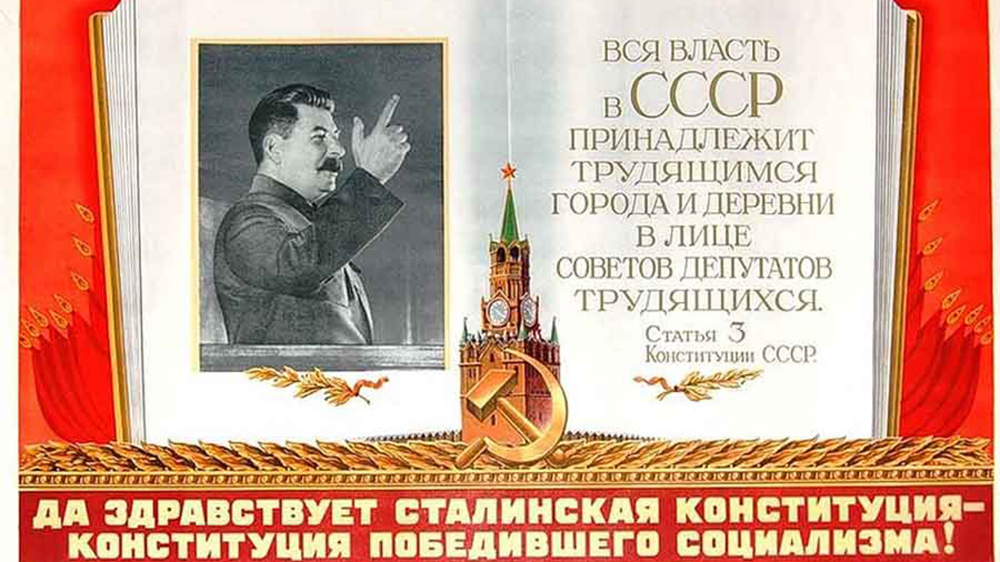 ВСЯ ВЛАСТЬ
В СССР
ПРИНАДЛЕЖИТ
ТРУДЯЩИМСЯ
ГОРОДА И ДЕРЕВНИ
В ЛИЦЕ
СОВЕТОВ ДЕПУТАТОВ
ТРУДЯЩИХСЯ.
Статья 3
Конституции СССР.
ДА ЗДРАВСТВУЕТ СТАЛИНСКАЯ КОНСТИТУЦИЯ–
КОНСТИТУЦИЯ ПОБЕДИВШЕГО СОЦИАЛИЗМА!